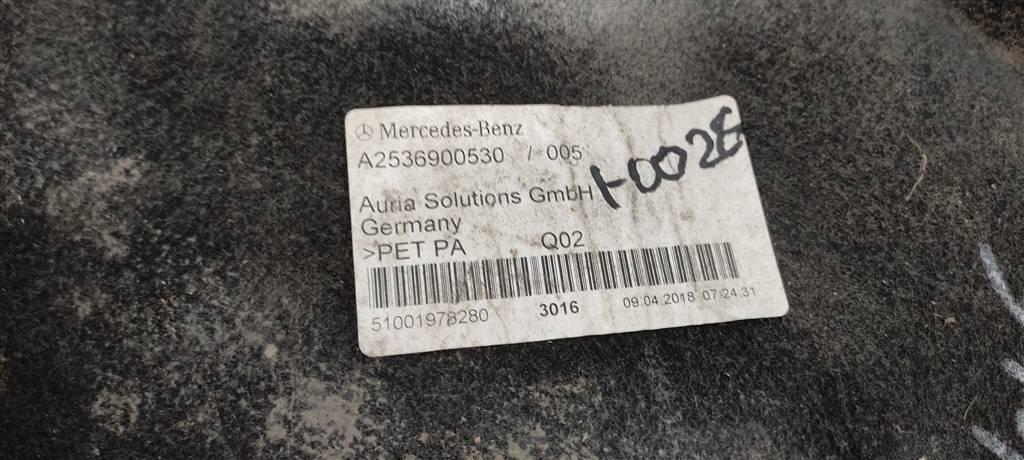 Mercedes-Benz
A2536900530 / 005
Auria Solutions GmbH
Germany
>PET PA Q02
51001978280 3016 09.04.2018 07:24:31